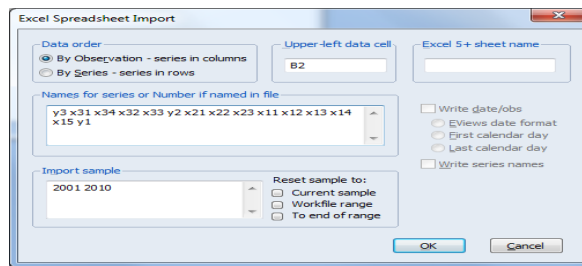 Excel Spreadsheet Import
Data order
By Observation - series in columns
By Series - series in rows
Upper-left data cell
B2
Excel 5+ sheet name
Names for series or Number if named in file
y3 x31 x34 x32 x33 y2 x21 x22 x23 x11 x12 x13 x14
x15 y1
Write date/obs
EViews date format
First calendar day
Last calendar day
Write series names
Import sample
2001 2010
Reset sample to:
Current sample
Workfile range
To end of range
OK
Cancel